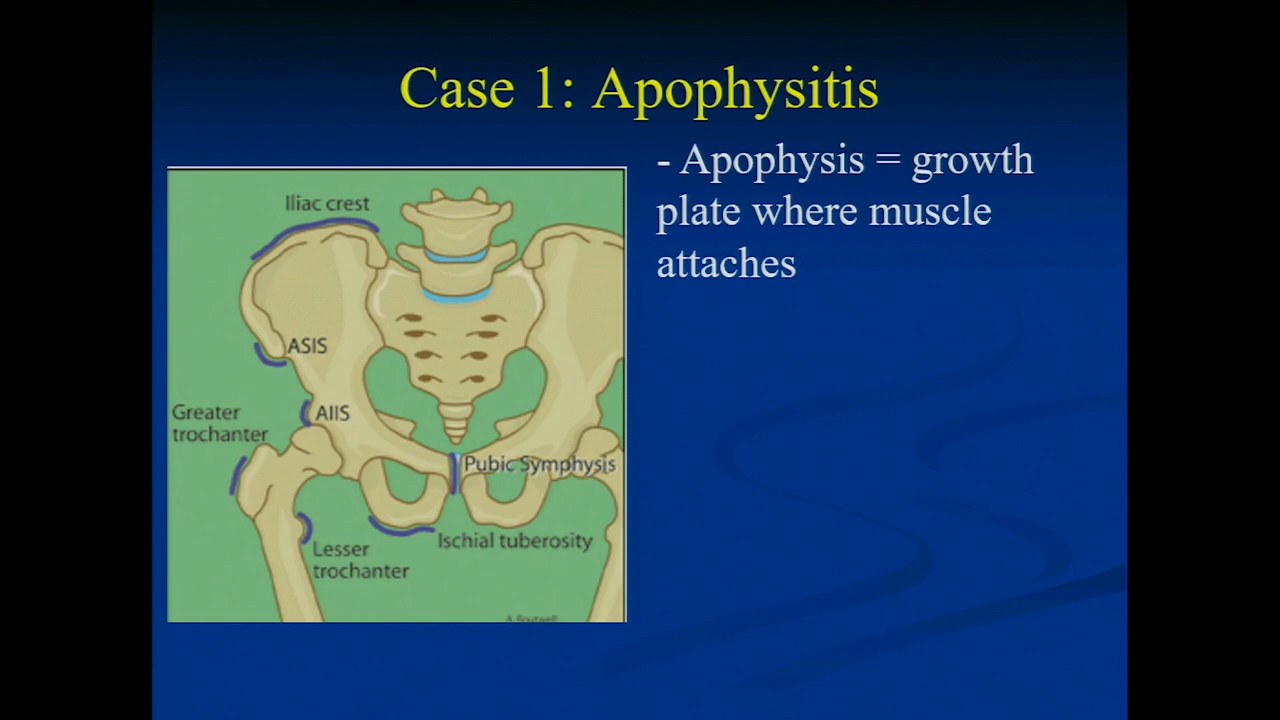 Case 1: Apophysitis
- Apophysis = growth
plate where muscle
attaches
Iliac crest
ASIS
AIIS
Greater
trochanter
Pubic Symphysis
Ischial tuberosity
Lesser
trochanter